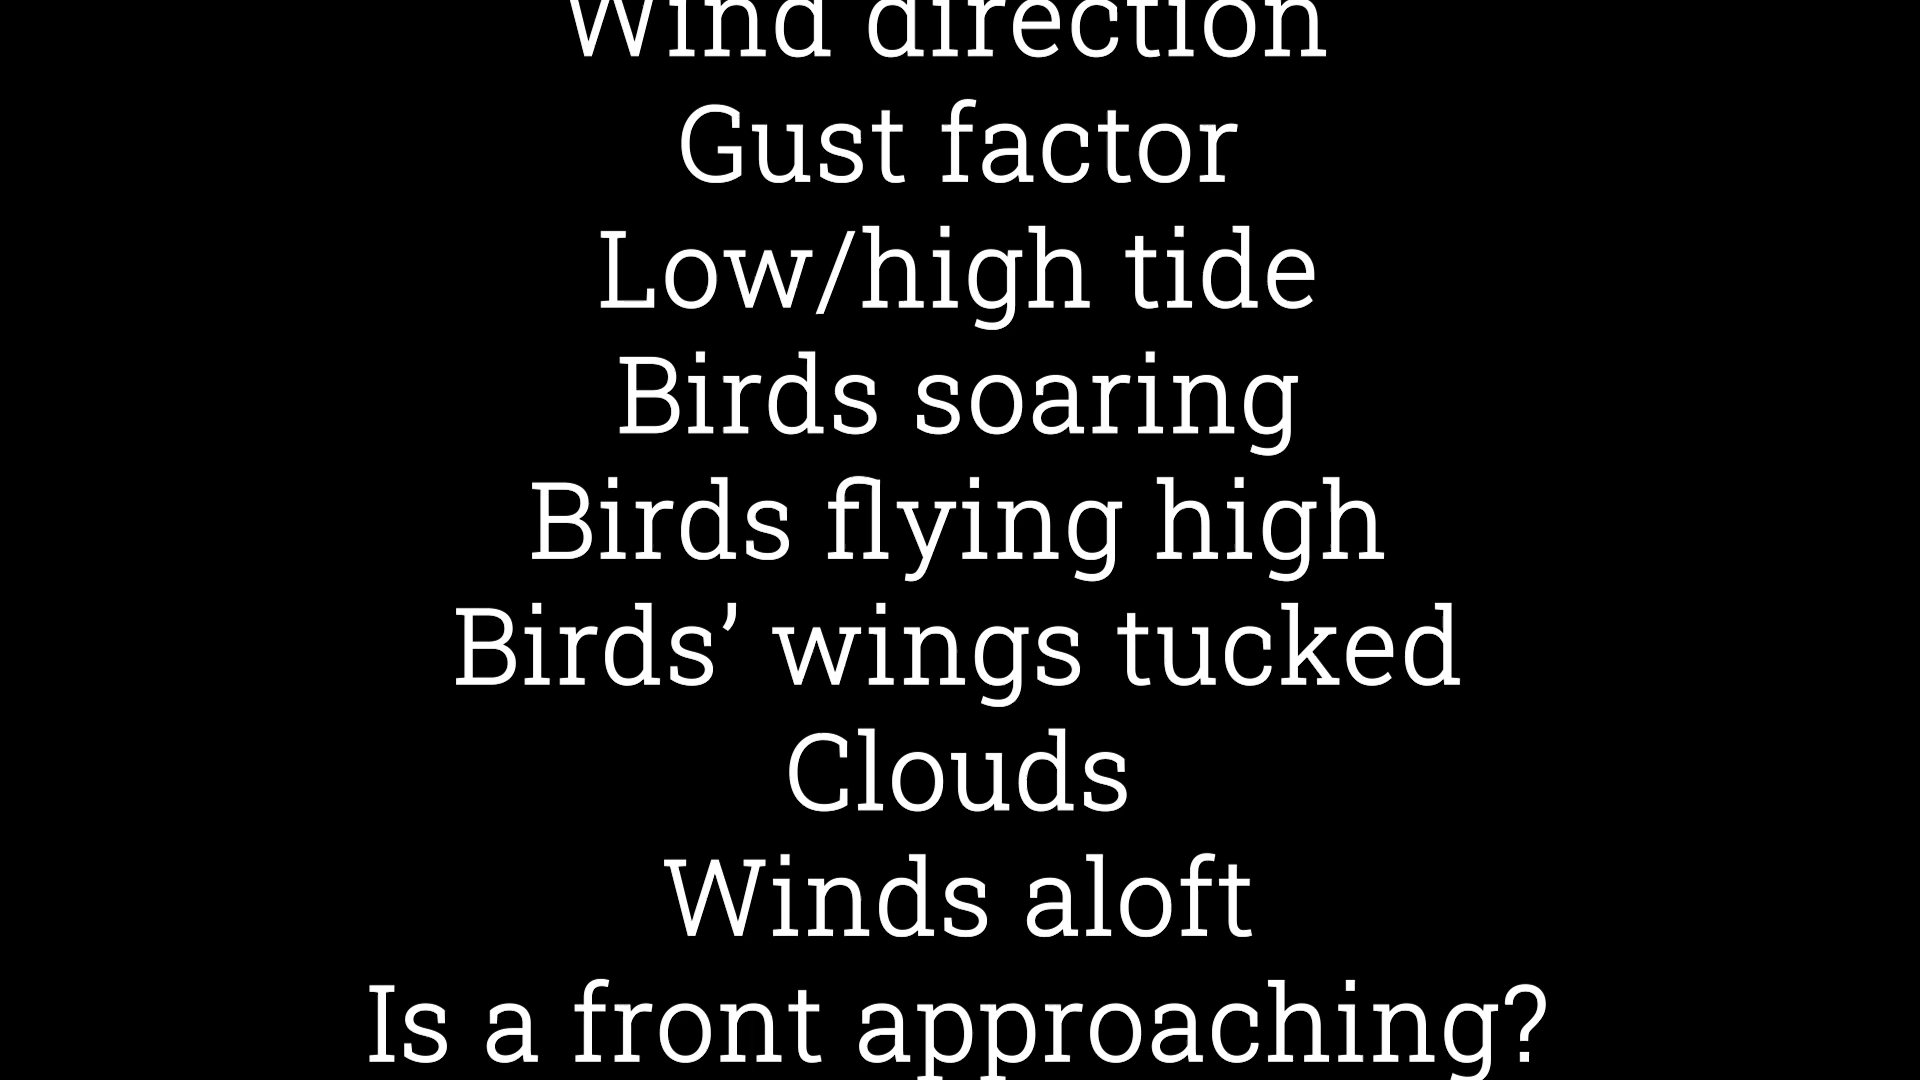 Wind direction
Gust factor
Low/high tide
Birds soaring
Birds flying high
Birds’ wings tucked
Clouds
Winds aloft
Is a front approaching?